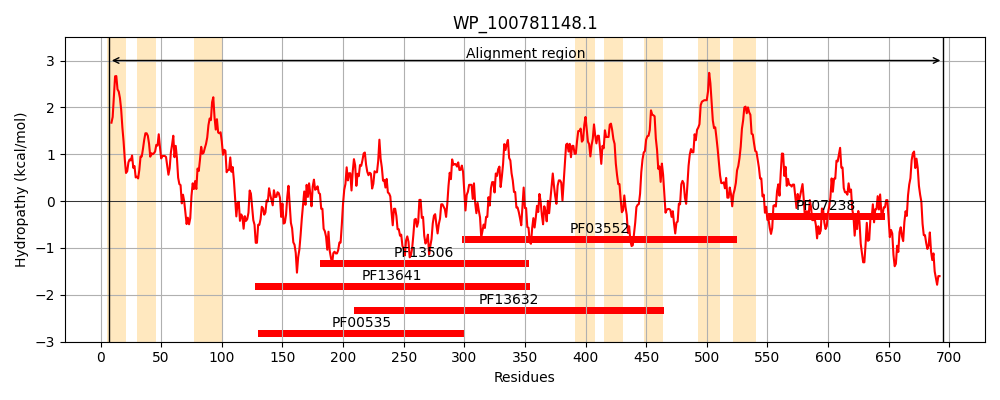 WP_100781148.1
Alignment region
3
2
1
0
−1
−2
−3
Hydropathy (kcal/mol)
PF07238
PF03552
PF13506
PF13641
PF13632
PF00535
0 50 100 150 200 250 300 350 400 450 500 550 600 650 700
Residues